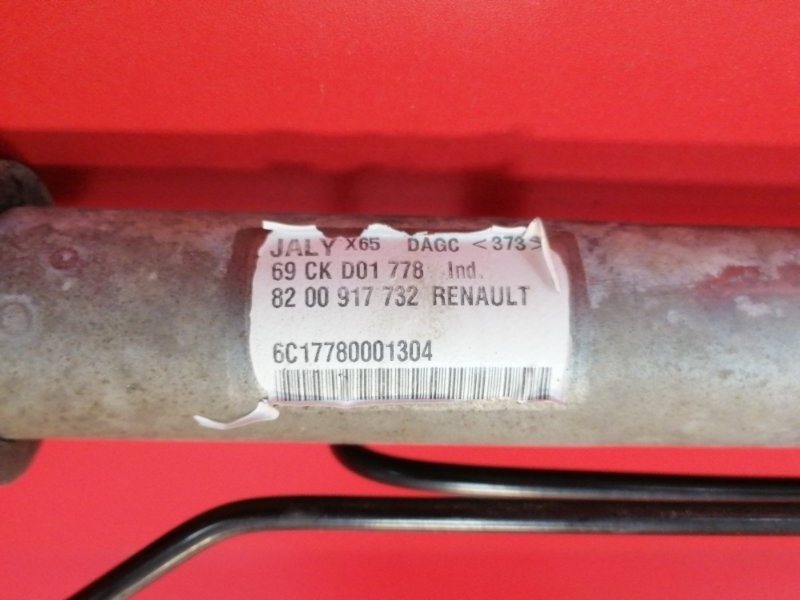 JALY X65 DAGC <373>
69 CK D01 778 Ind.
82 00 917 732 RENAULT
6C17780001304